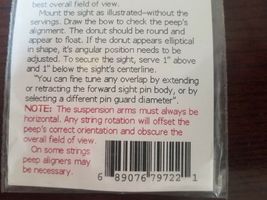 best overall field of view.
Mount the sight as illustrated-without the
servings. Draw the bow to check the peep's
alignment. The donut should be round and
appear to float. If the donut appears elliptical
in shape, it's angular position needs to be
adjusted. To secure the sight, serve 1" above
and 1" below the sight's centerline.
"You can fine tune any overlap by extending
or retracting the forward sight pin body, or by
selecting a different pin guard diameter".
NOTE: The suspension arms must always be
horizontal. Any string rotation will offset the
peep's correct orientation and obscure the
overall field of view.
On some strings
peep aligners may
be necessary.
6 89076 79722 1